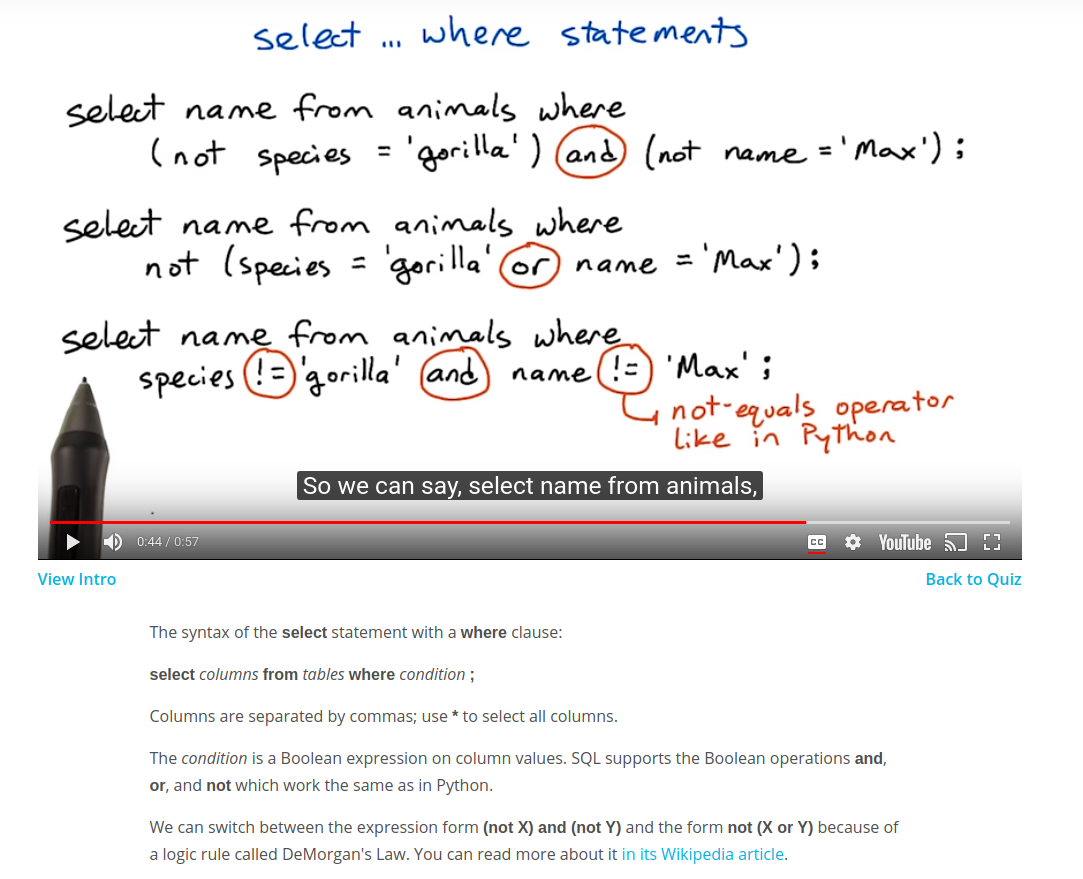 select ... where statements
select name from animals where
(not species = 'gorilla') and (not name = 'Max');
select name from animals where
not (species = 'gorilla' or name = 'Max');
select name from animals where
species != 'gorilla' and name != 'Max';
not-equals operator
like in Python
So we can say, select name from animals,
0:44 / 0:57
CC
YouTube
View Intro
Back to Quiz
The syntax of the select statement with a where clause:
select columns from tables where condition ;
Columns are separated by commas; use * to select all columns.
The condition is a Boolean expression on column values. SQL supports the Boolean operations and,
or, and not which work the same as in Python.
We can switch between the expression form (not X) and (not Y) and the form not (X or Y) because of
a logic rule called DeMorgan's Law. You can read more about it in its Wikipedia article.